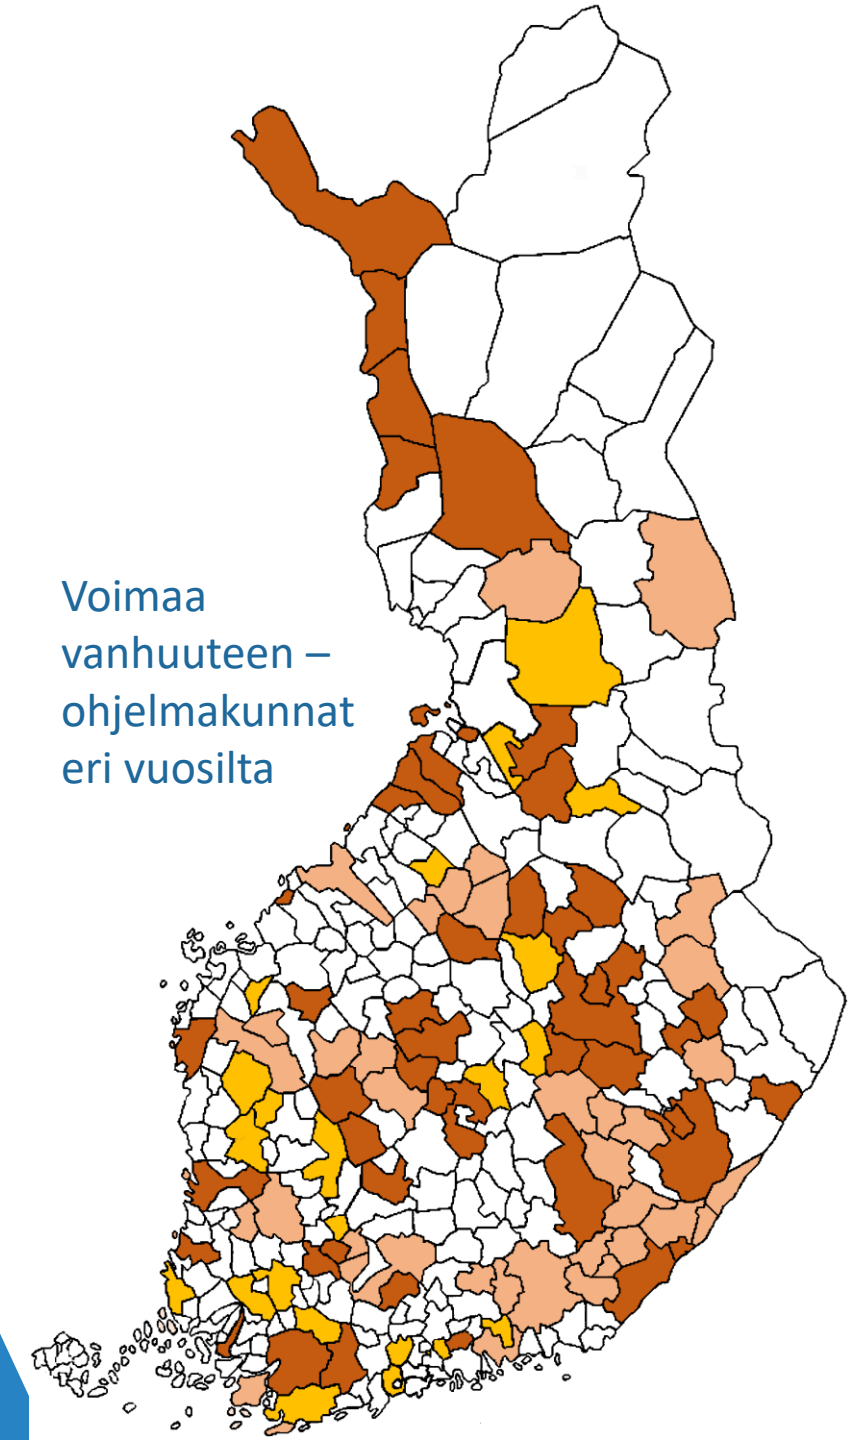 Voimaa
vanhuuteen –
ohjelmakunnat
eri vuosilta